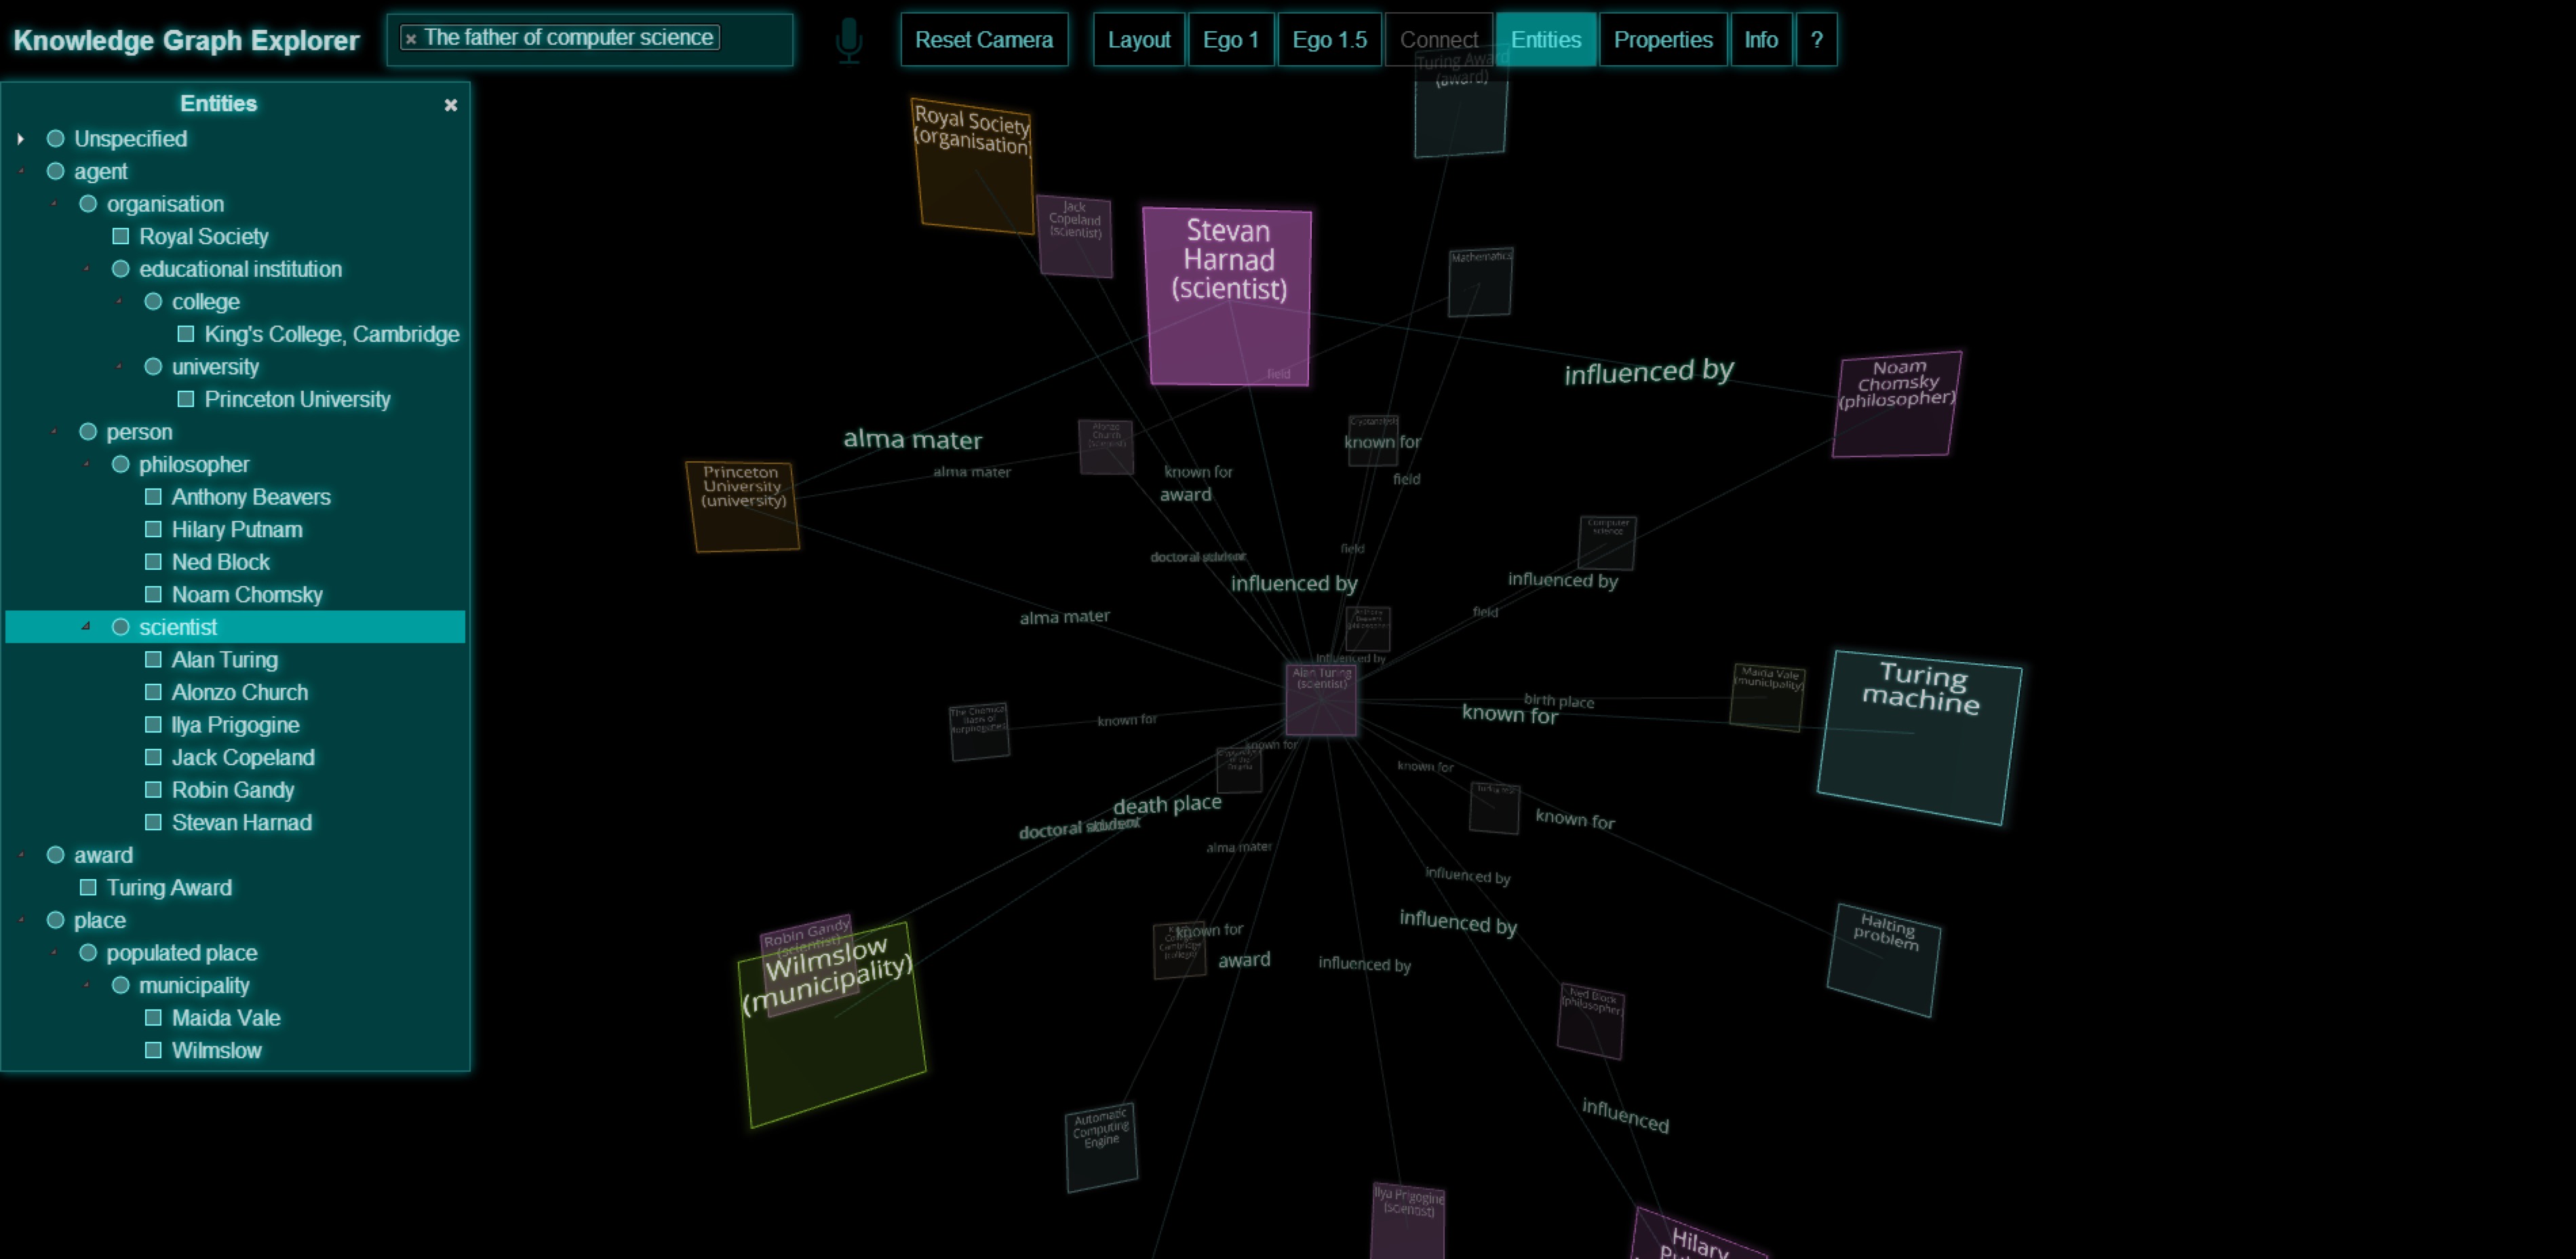 Knowledge Graph Explorer
× The father of computer science
Reset Camera
Layout
Ego 1
Ego 1.5
Connect
Entities
Properties
Info
?
Entities
Unspecified
agent
organisation
Royal Society
educational institution
college
King's College, Cambridge
university
Princeton University
person
philosopher
Anthony Beavers
Hilary Putnam
Ned Block
Noam Chomsky
scientist
Alan Turing
Alonzo Church
Ilya Prigogine
Jack Copeland
Robin Gandy
Stevan Harnad
award
Turing Award
place
populated place
municipality
Maida Vale
Wilmslow
Turing Award
(award)
Royal Society
(organisation)
Jack
Copeland
(scientist)
Stevan
Harnad
(scientist)
Mathematics
field
influenced by
Noam
Chomsky
(philosopher)
alma mater
Alonzo
Church
(scientist)
known for
Princeton
University
(university)
alma mater
known for
award
field
Computer
science
doctoral
field
influenced by
influenced by
field
alma mater
influenced by
Alan Turing
(scientist)
Maida Vale
(municipality)
Turing
machine
birth place
known for
The Chemical
Basis of
Morphogenesis
known for
known for
known for
known for
death place
doctoral
alma mater
influenced by
Robin Gandy
(scientist)
Wilmslow
(municipality)
known for
award
influenced by
influenced by
Halting
problem
Ned Block
(philosopher)
influenced
Automatic
Computing
Engine
Ilya Prigogine
(scientist)
Hilary